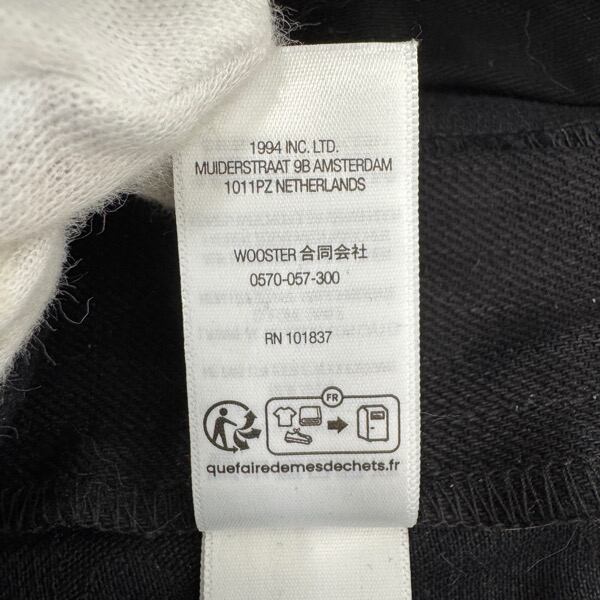 1994 INC. LTD.
MUIDERSTRAAT 9B AMSTERDAM
1011PZ NETHERLANDS
WOOSTER 合同会社
0570-057-300
RN 101837
FR
quefairedemesdechets.fr